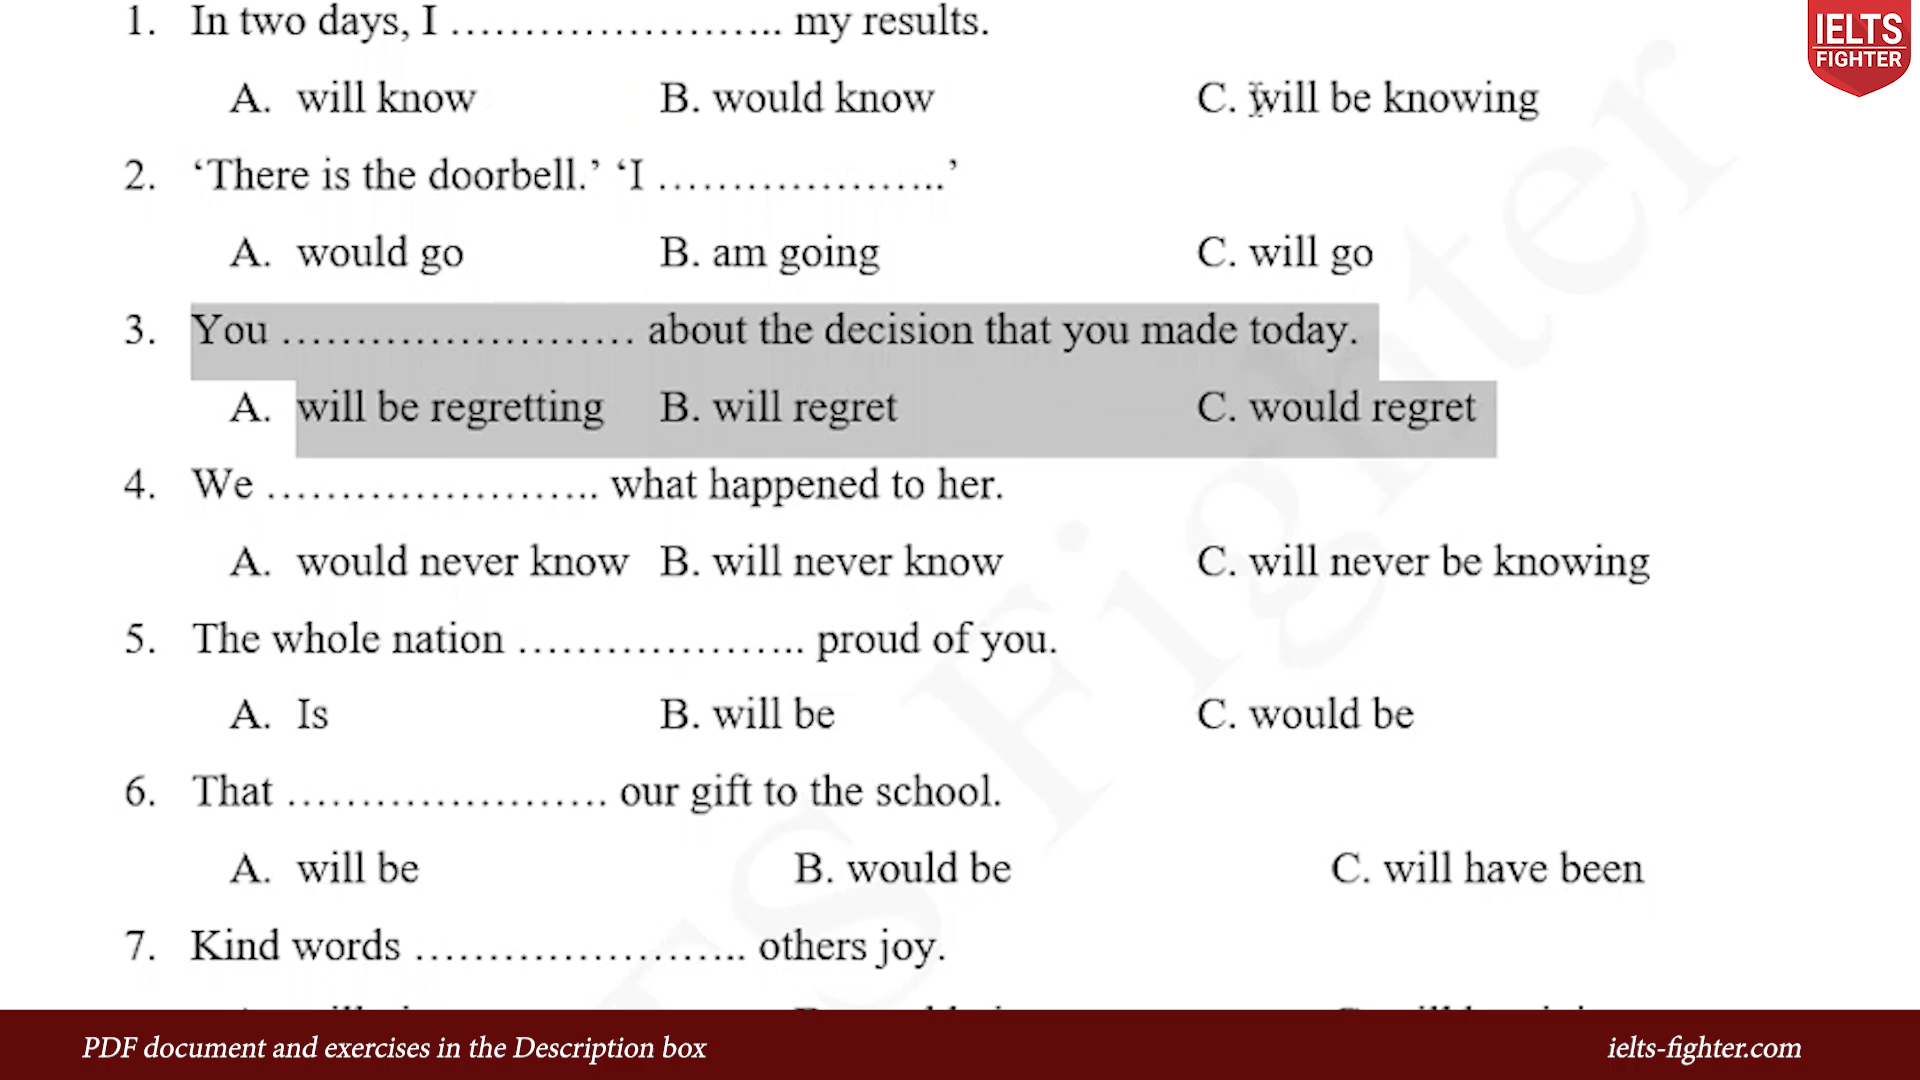 1. In two days, I ........................ my results.
A. will know B. would know C. will be knowing
2. ‘There is the doorbell.’ ‘I .....................’
A. would go B. am going C. will go
3. You ........................ about the decision that you made today.
A. will be regretting B. will regret C. would regret
4. We ........................ what happened to her.
A. would never know B. will never know C. will never be knowing
5. The whole nation ..................... proud of you.
A. Is B. will be C. would be
6. That ...................... our gift to the school.
A. will be B. would be C. will have been
7. Kind words ........................ others joy.
IELTS
FIGHTER
PDF document and exercises in the Description box
ielts-fighter.com